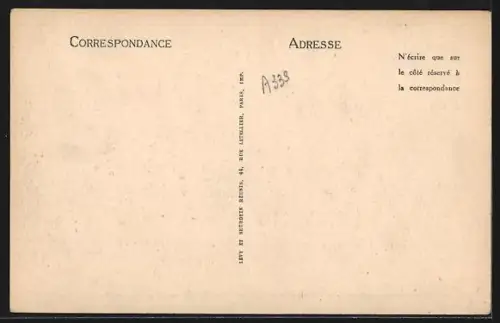 CORRESPONDANCE
ADRESSE
N'écrire que sur
le côté réservé à
la correspondance
A333
LÉVY ET NEURDEIN RÉUNIS, 44, RUE LETELLIER, PARIS, IMP.